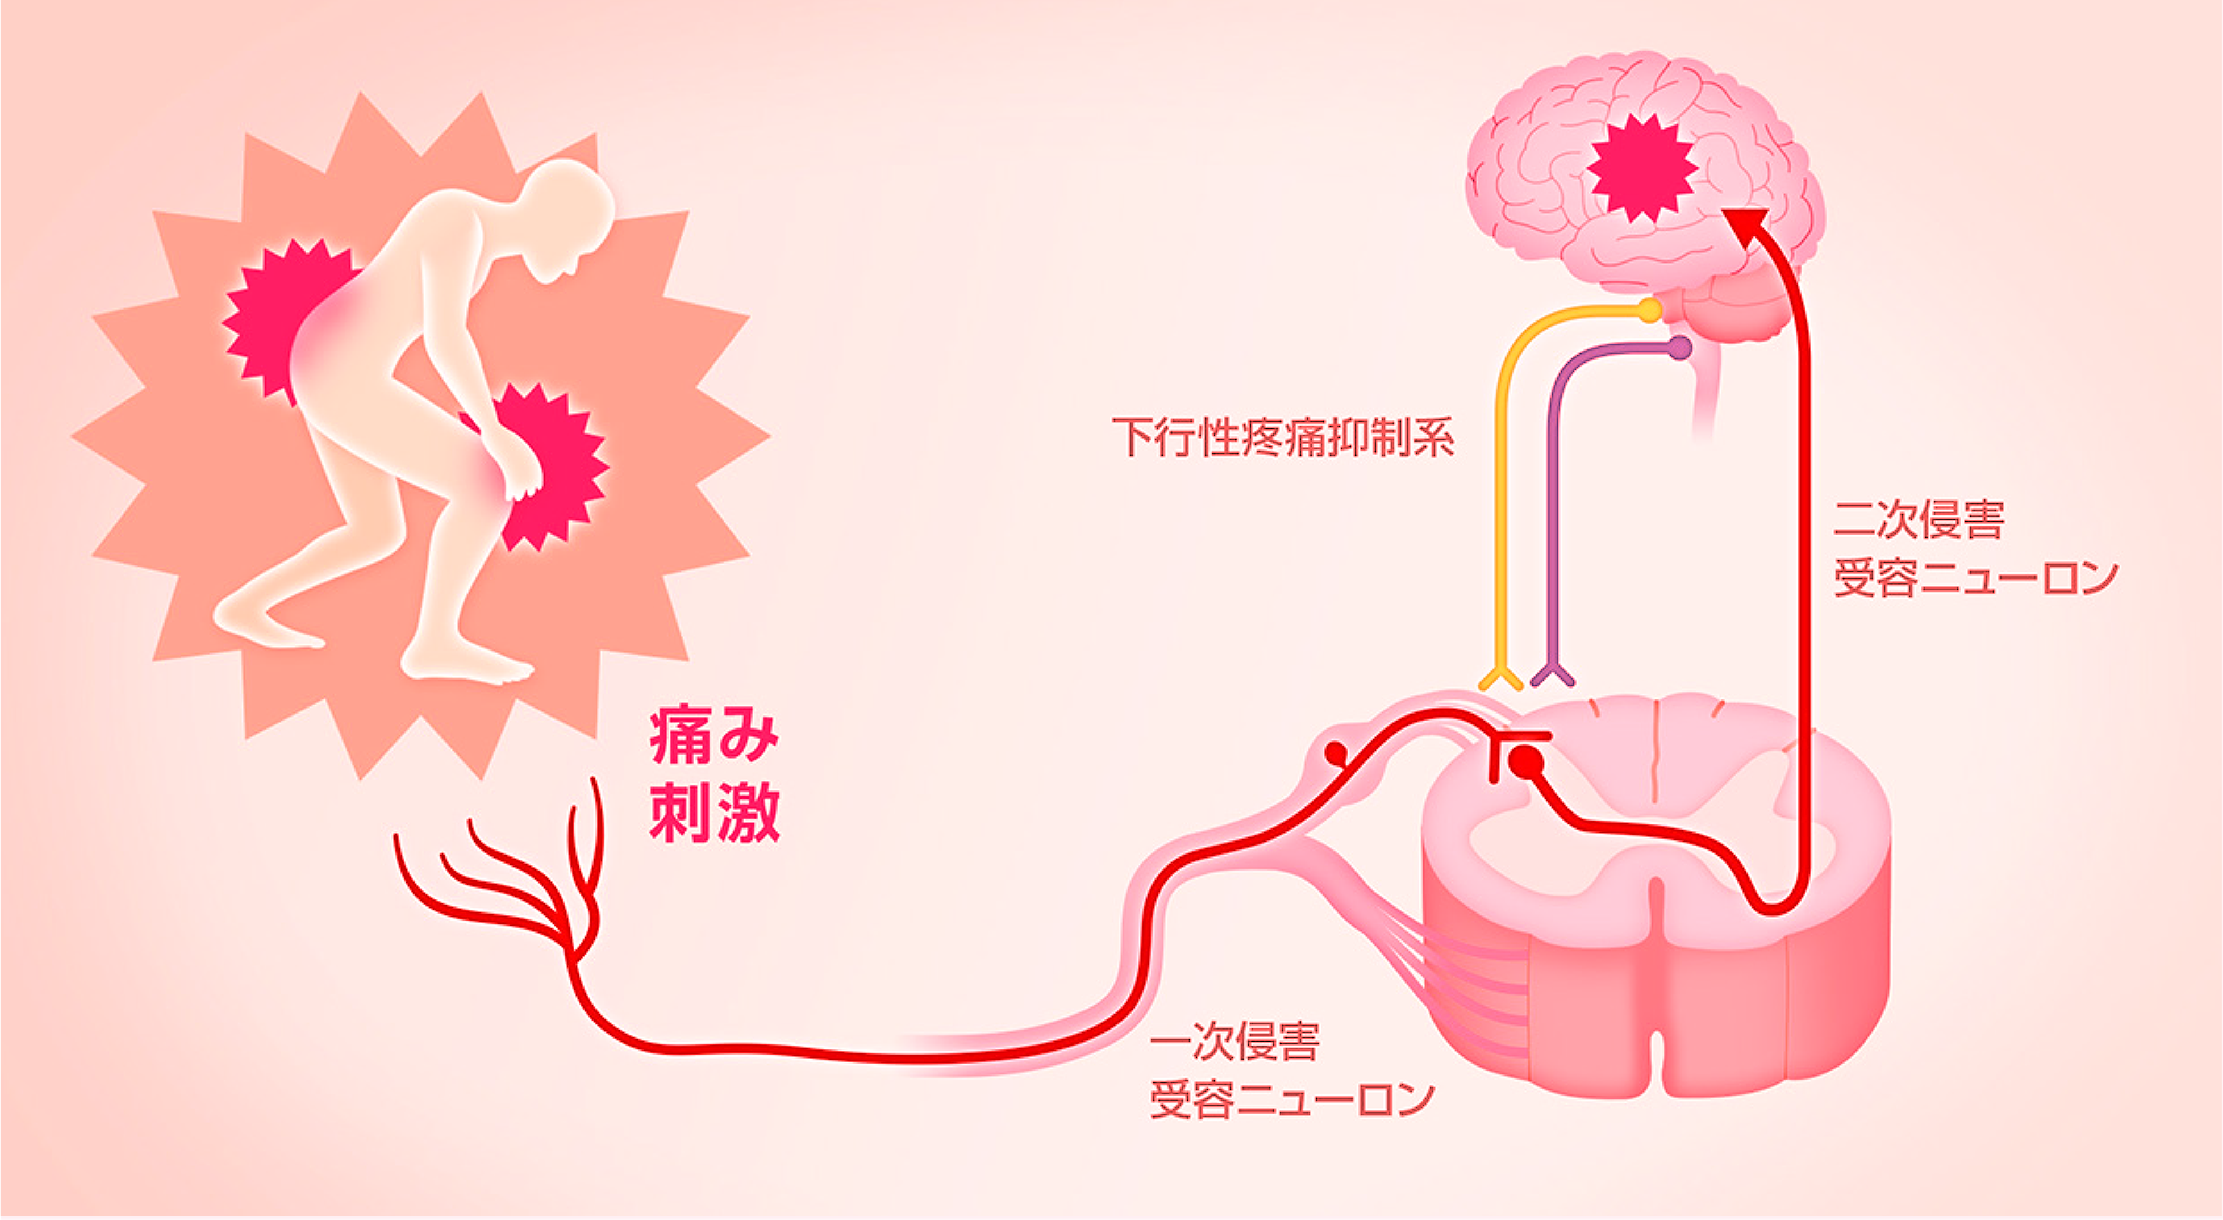 下行性疼痛抑制系
二次侵害
受容ニューロン
痛み
刺激
一次侵害
受容ニューロン